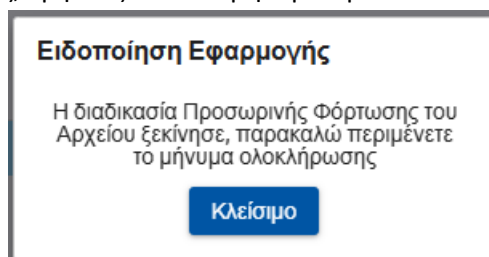 Ειδοποίηση Εφαρμογής
Η διαδικασία Προσωρινής Φόρτωσης του
Αρχείου ξεκίνησε, παρακαλώ περιμένετε
το μήνυμα ολοκλήρωσης
Κλείσιμο